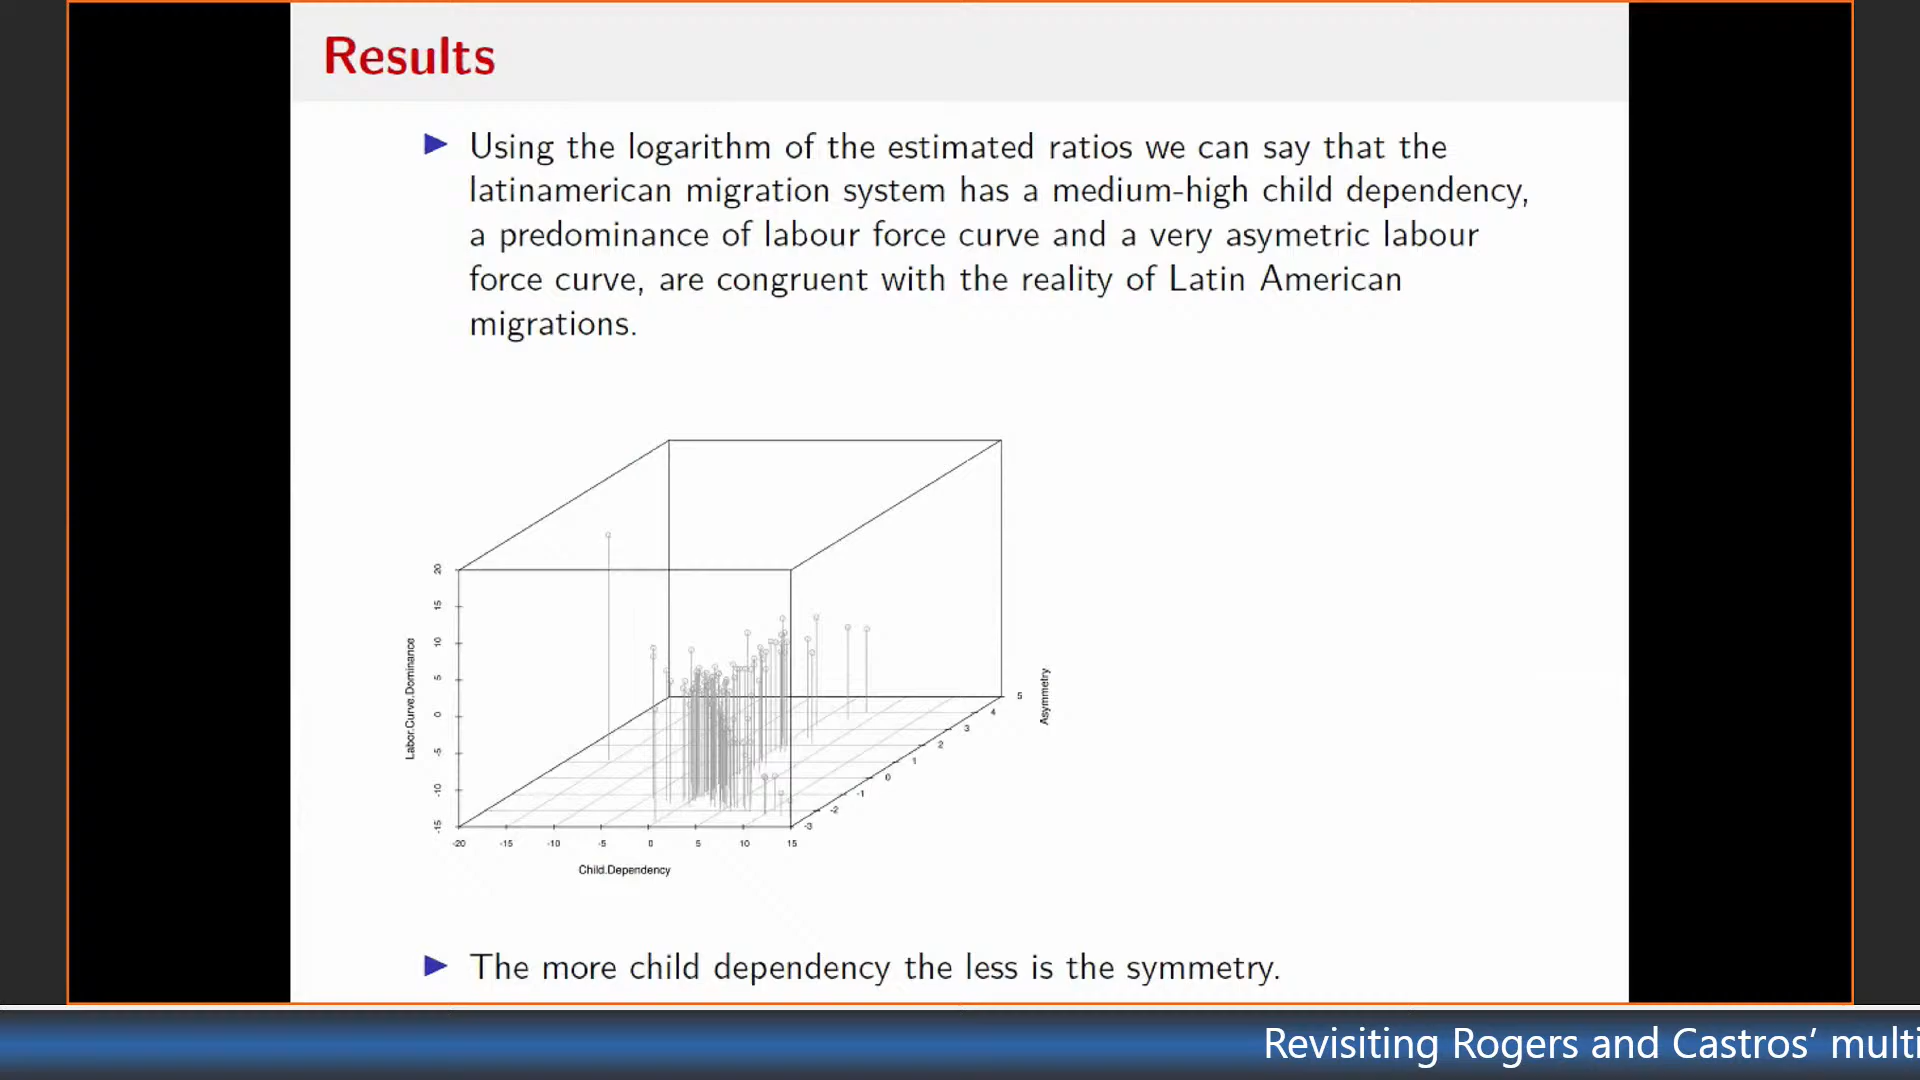 Results
Using the logarithm of the estimated ratios we can say that the
latinamerican migration system has a medium-high child dependency,
a predominance of labour force curve and a very asymetric labour
force curve, are congruent with the reality of Latin American
migrations.
Labor.Curve.Dominance
20
15
10
5
0
-5
-10
-15
-20 -15 -10 -5 0 5 10 15
Child.Dependency
-3 -2 -1 0 1 2 3 4 5
Asymmetry
The more child dependency the less is the symmetry.
Revisiting Rogers and Castros’ multi